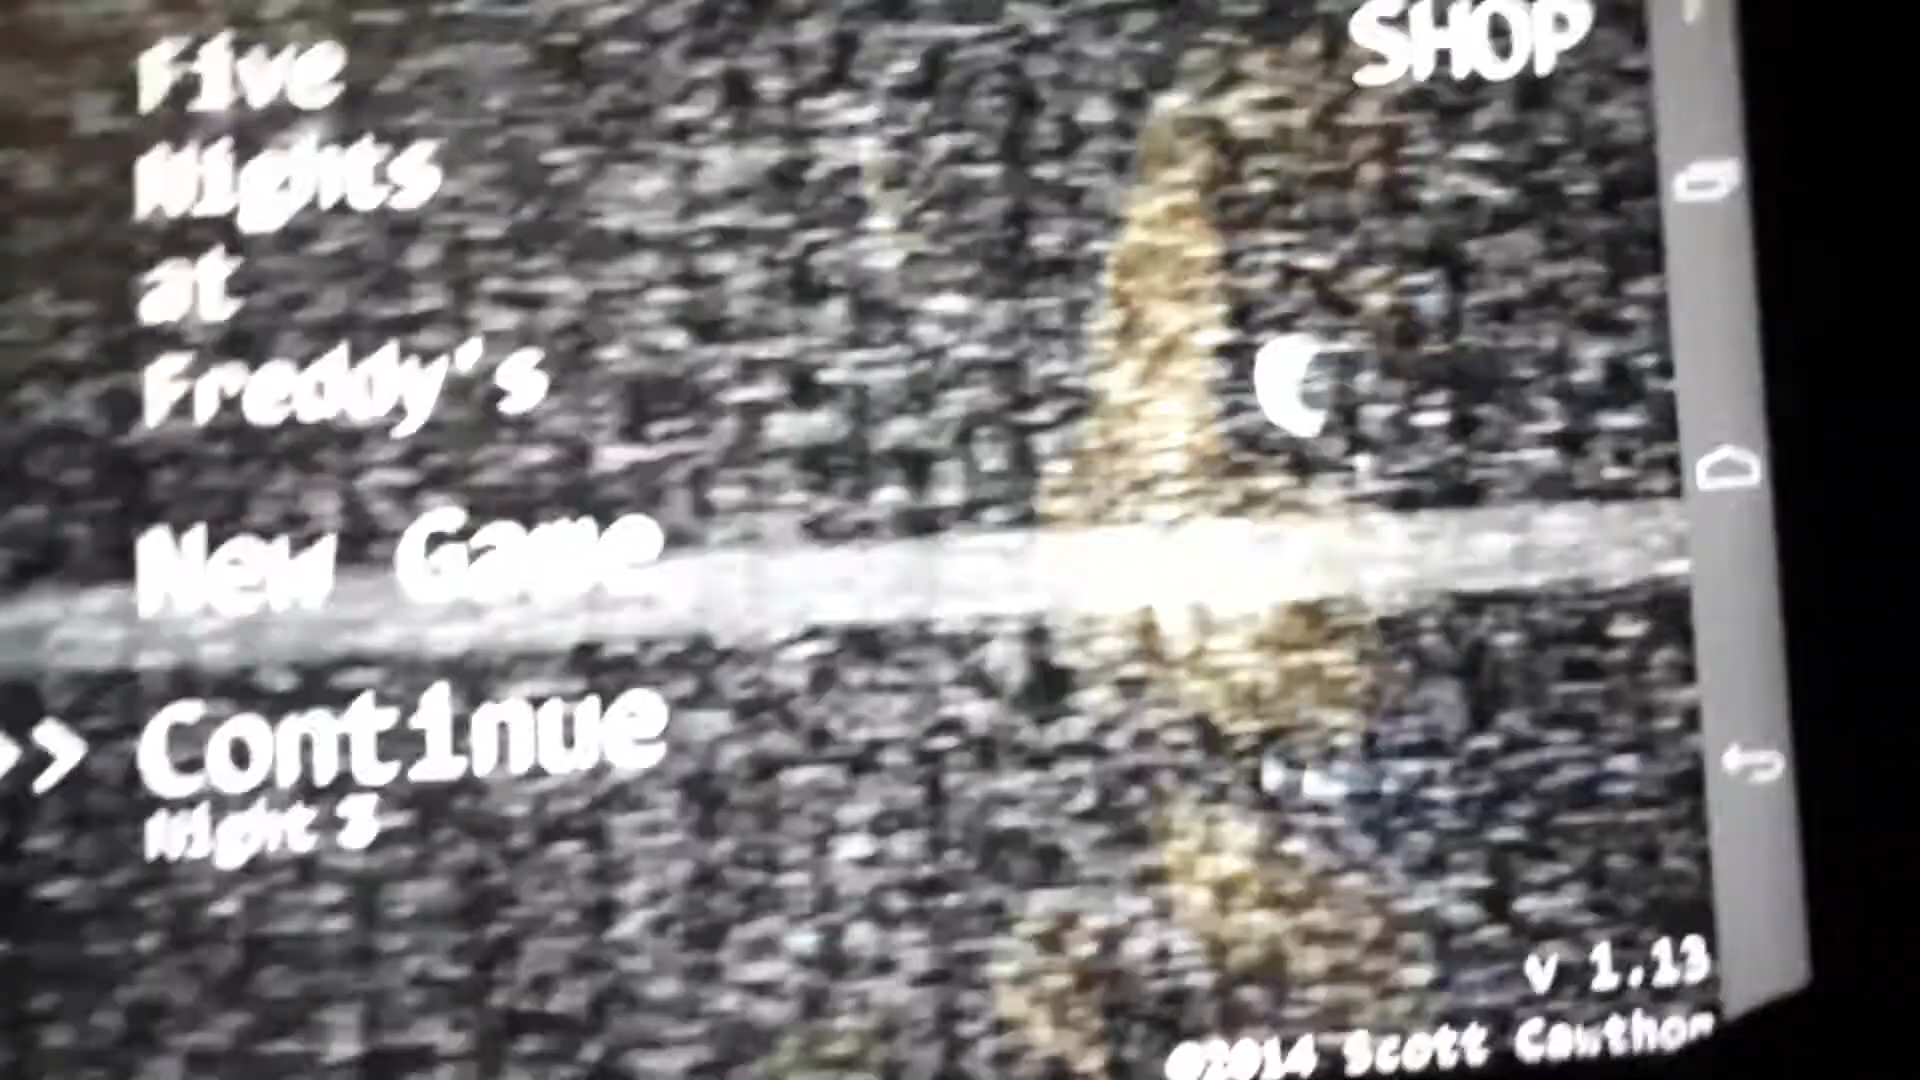 Five
SHOP
Nights
at
Freddy's
New Game
>> Continue
Night 3
v 1.13
©2014 Scott Cawthon